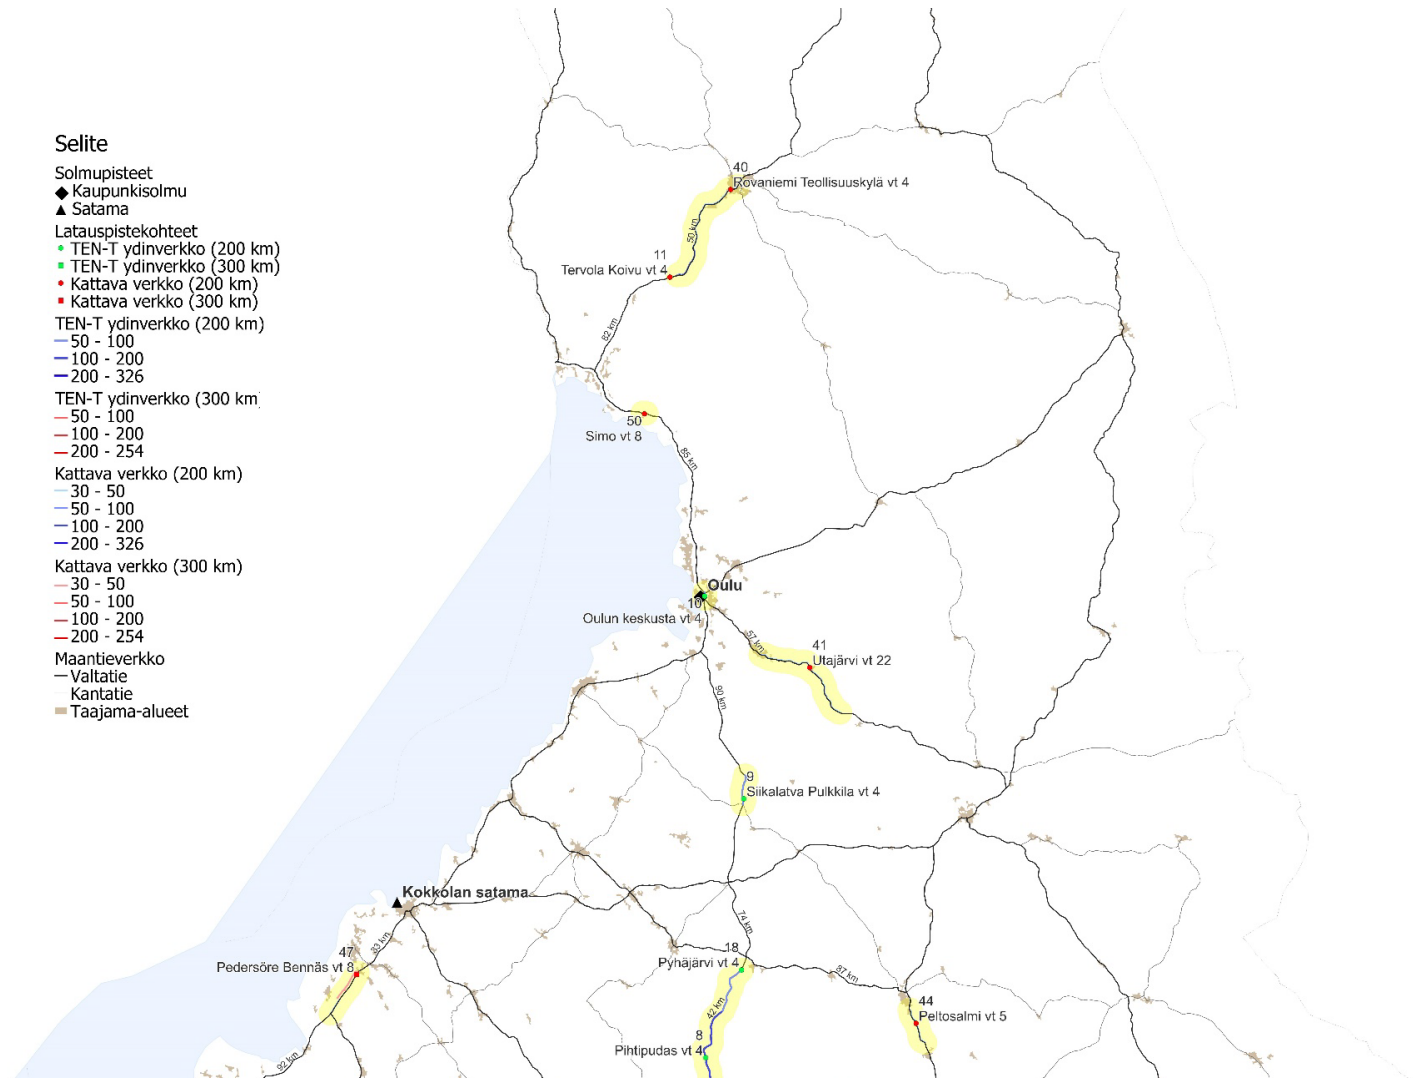 Selite
Solmupisteet
Kaupunkisolmu
Satama
Latauspistekohteet
TEN-T ydinverkko (200 km)
TEN-T ydinverkko (300 km)
Kattava verkko (200 km)
Kattava verkko (300 km)
TEN-T ydinverkko (200 km)
50 - 100
100 - 200
200 - 326
TEN-T ydinverkko (300 km
50 - 100
100 - 200
200 - 254
Kattava verkko (200 km)
30 - 50
50 - 100
100 - 200
200 - 326
Kattava verkko (300 km)
30 - 50
50 - 100
100 - 200
200 - 254
Maantieverkko
Valtatie
Kantatie
Taajama-alueet
40
Rovaniemi Teollisuuskylä vt 4
50 km
11
Tervola Koivu vt 4
82 km
50
Simo vt 8
85 km
Oulu
10
Oulun keskusta vt 4
57 km
41
Utajärvi vt 22
90 km
9
Siikalatva Pulkkila vt 4
Kokkolan satama
33 km
47
Pedersöre Bennäs vt 8
92 km
74 km
18
Pyhäjärvi vt 4
87 km
42 km
8
Pihtipudas vt 4
44
Peltosalmi vt 5